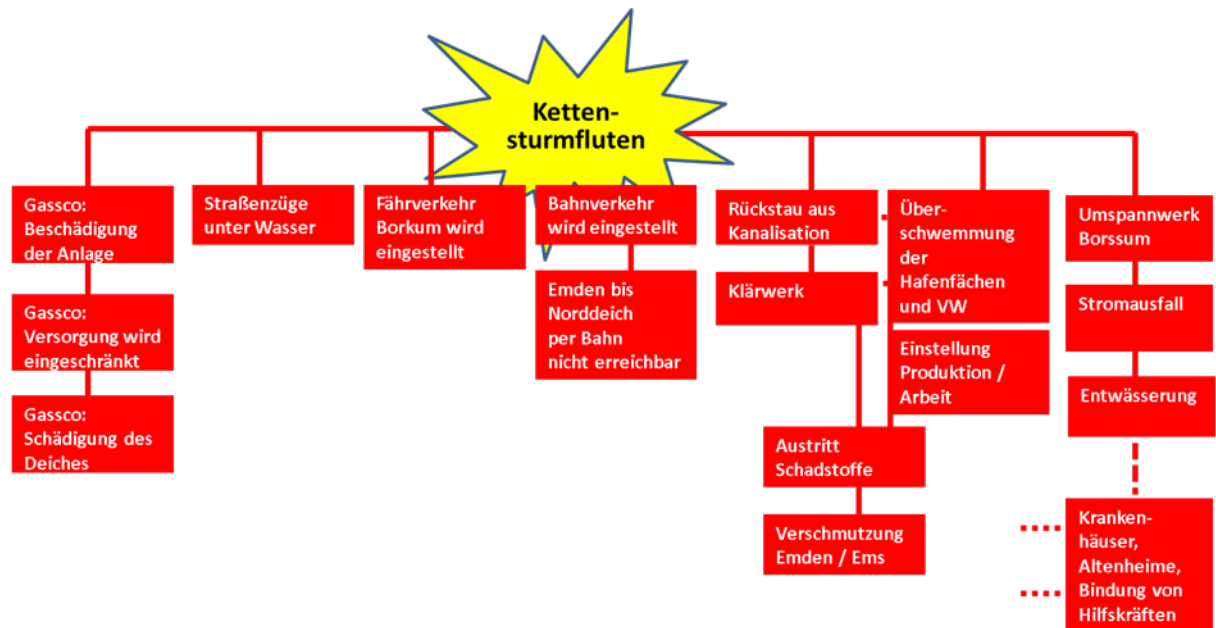 Ketten-
sturmfluten
Gassco:
Beschädigung
der Anlage
Gassco:
Versorgung wird
eingeschränkt
Gassco:
Schädigung des
Deiches
Straßenzüge
unter Wasser
Fährverkehr
Borkum wird
eingestellt
Bahnverkehr
wird eingestellt
Emden bis
Norddeich
per Bahn
nicht erreichbar
Rückstau aus
Kanalisation
Klärwerk
Über-
schwemmung
der
Hafenfächen
und VW
Einstellung
Produktion /
Arbeit
Austritt
Schadstoffe
Verschmutzung
Emden / Ems
Umspannwerk
Borssum
Stromausfall
Entwässerung
Kranken-
häuser,
Altenheime,
Bindung von
Hilfskräften